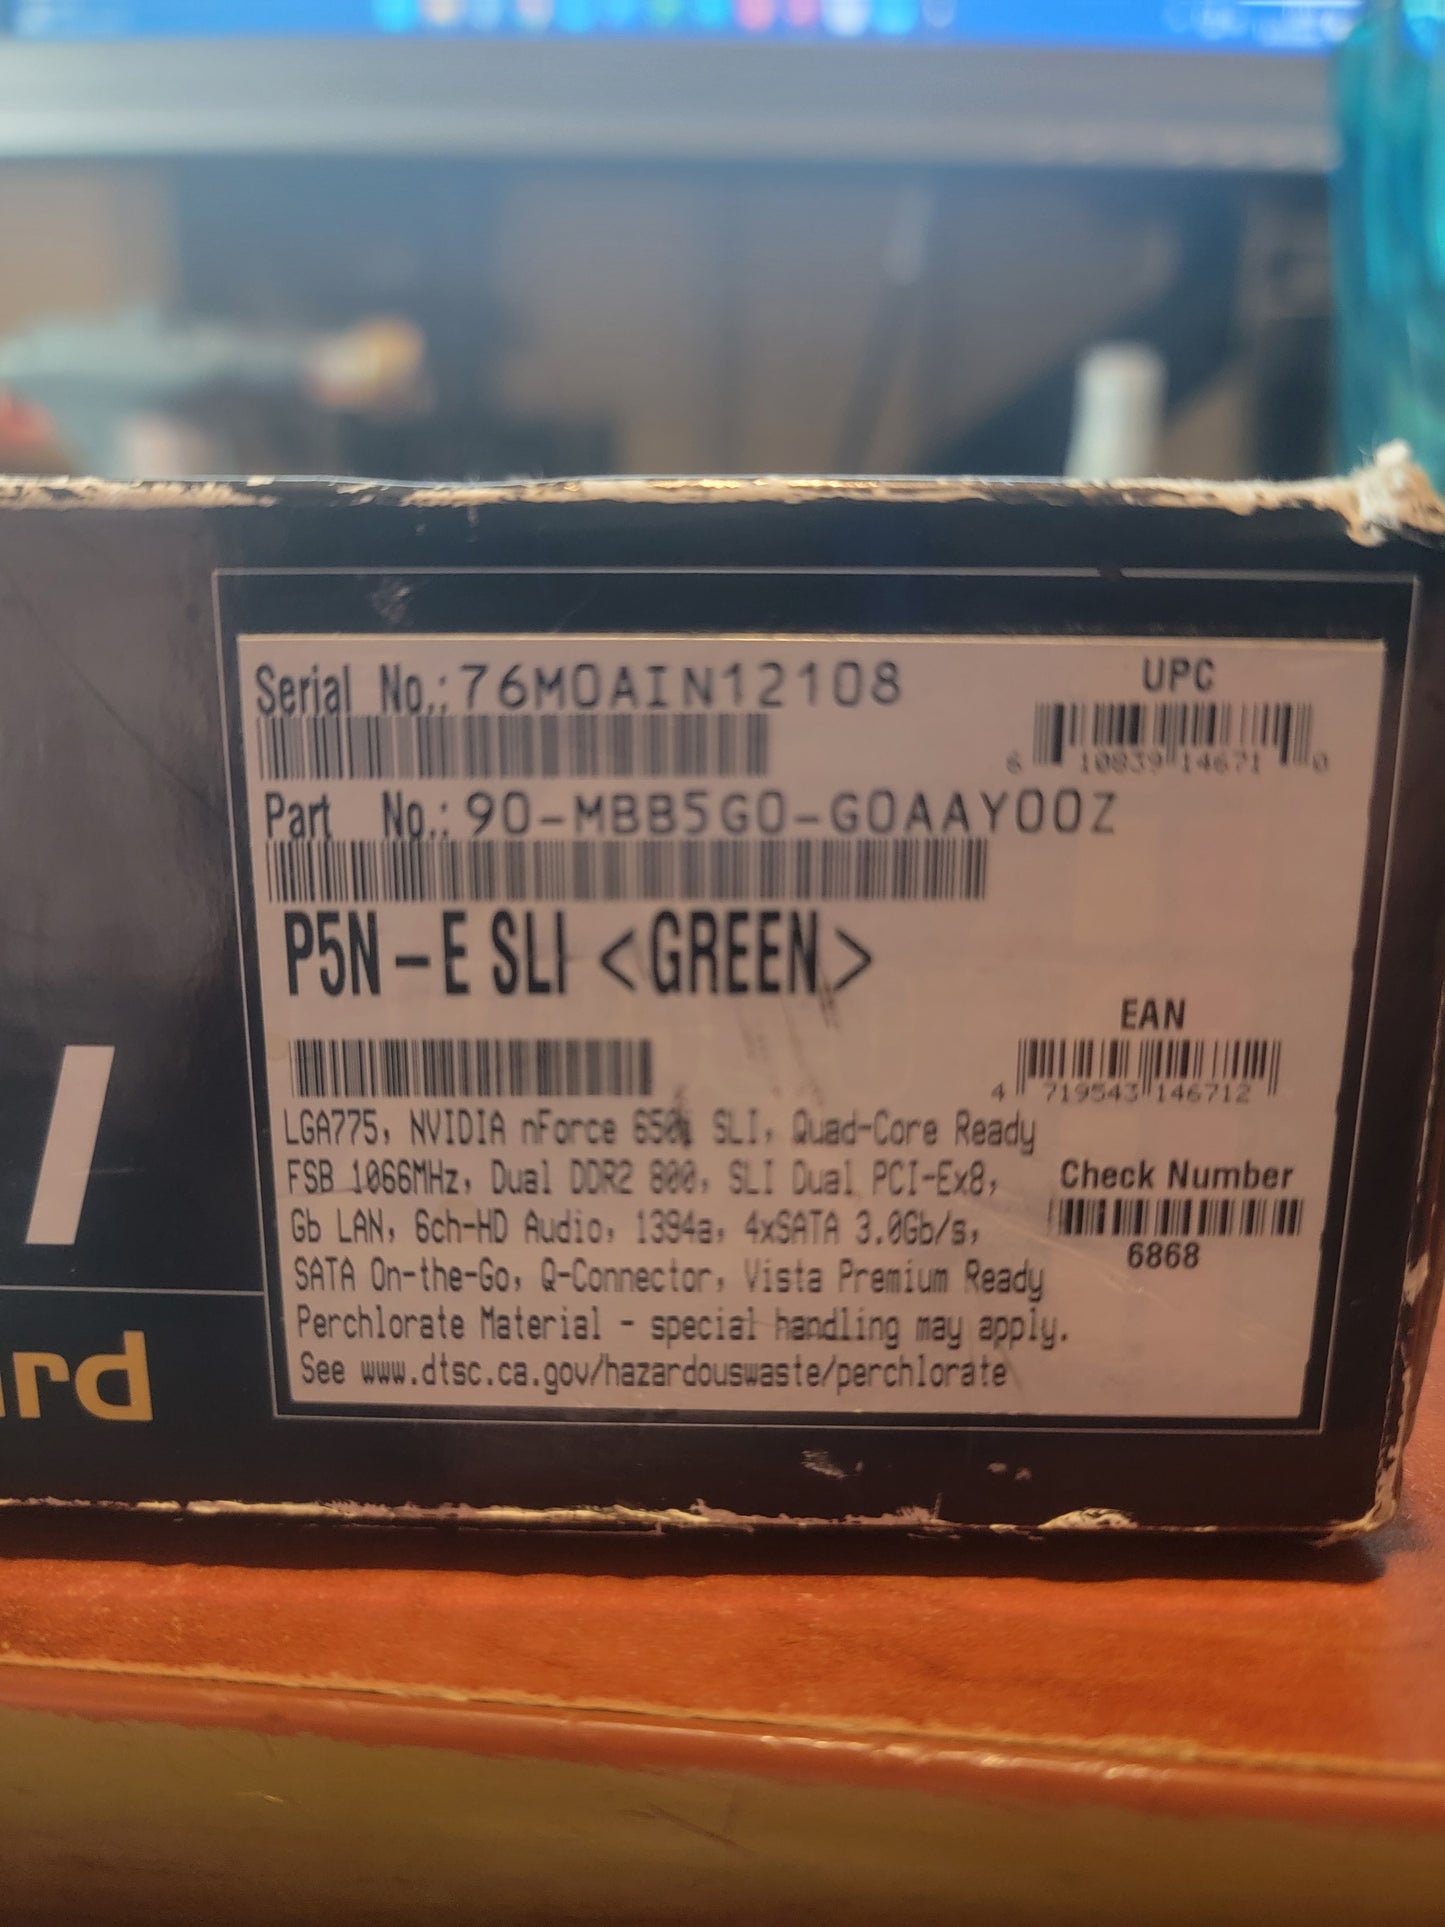 Serial No.: 76M0AIN12108
UPC
6 10839 14671 0
Part No.: 90-MBB5G0-G0AAY00Z
P5N-E SLI <GREEN>
EAN
4 719543 146712
LGA775, NVIDIA nForce 650i SLI, Quad-Core Ready
FSB 1066MHz, Dual DDR2 800, SLI Dual PCI-Ex8,
Gb LAN, 6ch-HD Audio, 1394a, 4xSATA 3.0Gb/s,
SATA On-the-Go, Q-Connector, Vista Premium Ready
Perchlorate Material - special handling may apply.
See www.dtsc.ca.gov/hazardouswaste/perchlorate
Check Number
6868
/
rd